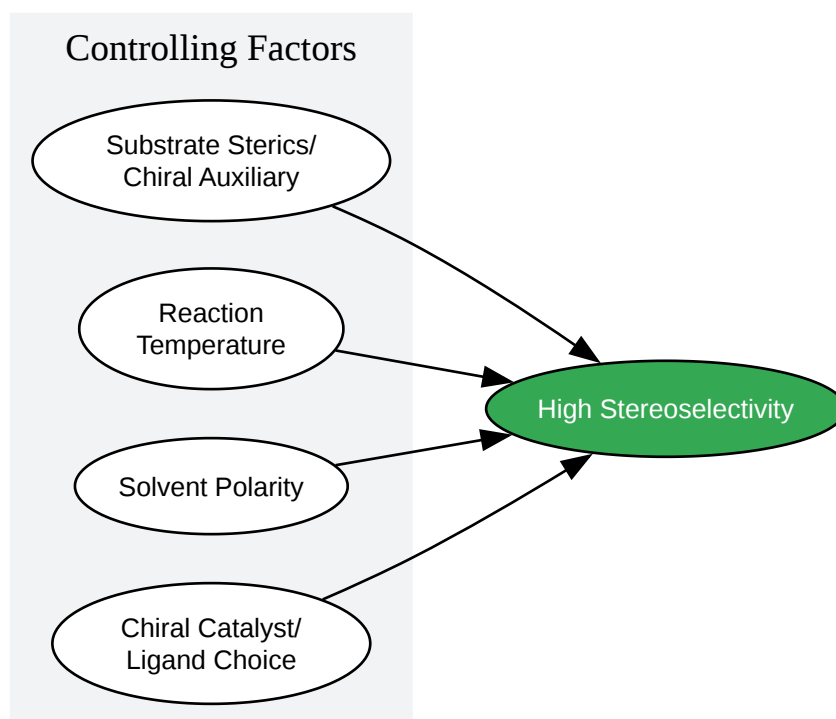 Controlling Factors
Substrate Sterics/
Chiral Auxiliary
Reaction
Temperature
High Stereoselectivity
Solvent Polarity
Chiral Catalyst/
Ligand Choice